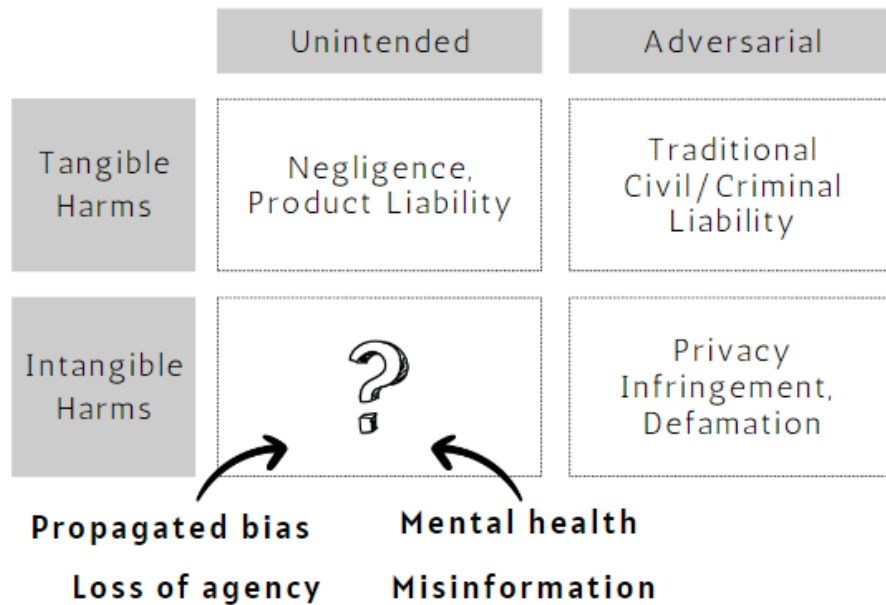 Unintended
Adversarial
Tangible
Harms
Negligence,
Product Liability
Traditional
Civil/Criminal
Liability
Intangible
Harms
?
Privacy
Infringement,
Defamation
Propagated bias
Mental health
Loss of agency
Misinformation